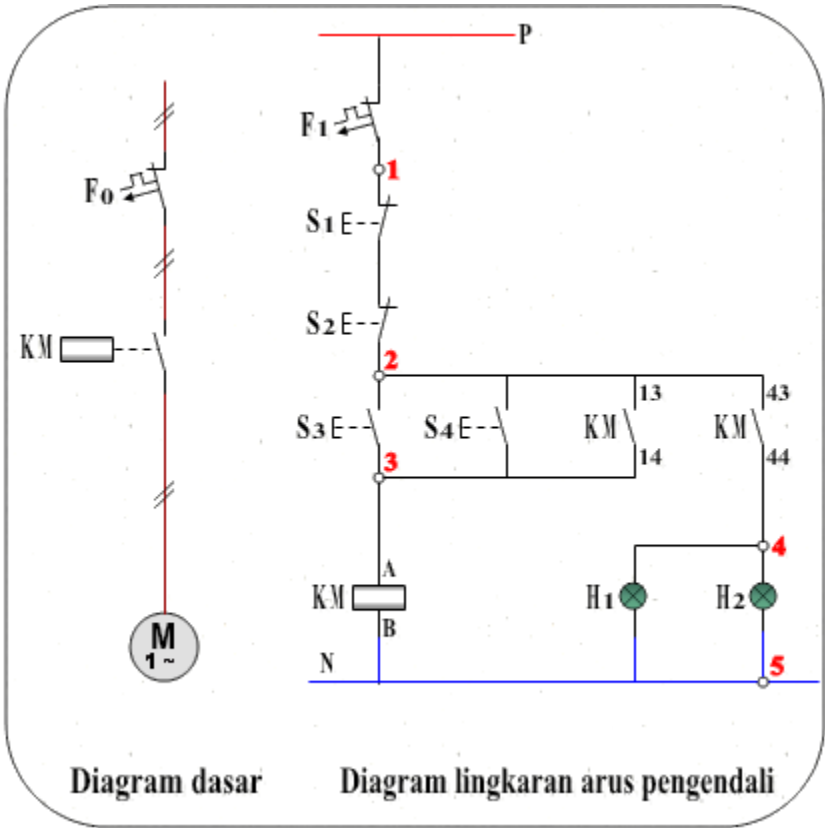 P
F1
1
F0
S1
S2
2
KM
13
43
S3
S4
KM
KM
3
14
44
4
A
KM
H1
H2
B
M
1 ~
N
5
Diagram dasar
Diagram lingkaran arus pengendali